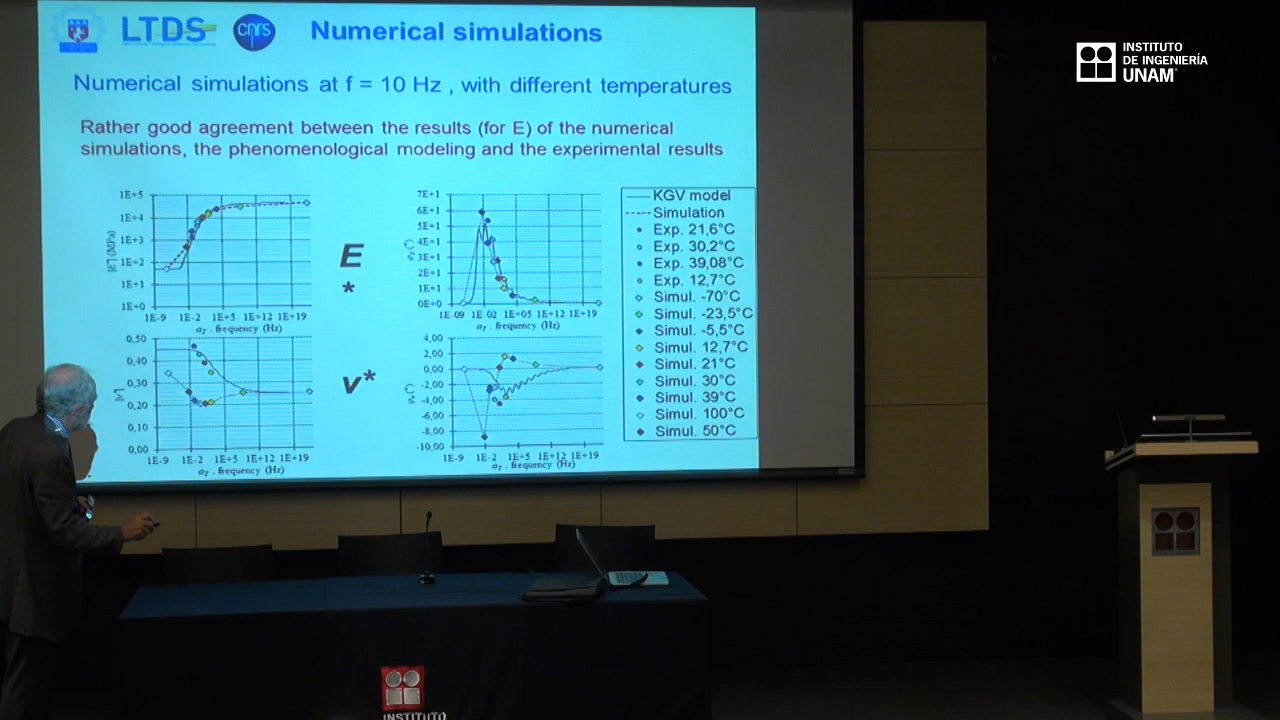 LTDS
cnrs
Numerical simulations
Numerical simulations at f = 10 Hz , with different temperatures
Rather good agreement between the results (for E) of the numerical
simulations, the phenomenological modeling and the experimental results
|E*| (MPa)
1E+5
1E+4
1E+3
1E+2
1E+1
1E+0
1E-9 1E-2 1E+5 1E+12 1E+19
aT . frequency (Hz)
E
*
7E+1
6E+1
5E+1
4E+1
3E+1
2E+1
1E+1
0E+0
1E-09 1E-02 1E+05 1E+12 1E+19
aT . frequency (Hz)
0,50
0,40
0,30
0,20
0,10
0,00
1E-9 1E-2 1E+5 1E+12 1E+19
aT . frequency (Hz)
ν*
4,00
2,00
0,00
-2,00
-4,00
-6,00
-8,00
-10,00
1E-9 1E-2 1E+5 1E+12 1E+19
aT . frequency (Hz)
KGV model
Simulation
Exp. 21,6°C
Exp. 30,2°C
Exp. 39,08°C
Exp. 12,7°C
Simul. -70°C
Simul. -23,5°C
Simul. -5,5°C
Simul. 12,7°C
Simul. 21°C
Simul. 30°C
Simul. 39°C
Simul. 100°C
Simul. 50°C
INSTITUTO
DE INGENIERÍA
UNAM
INSTITUTO